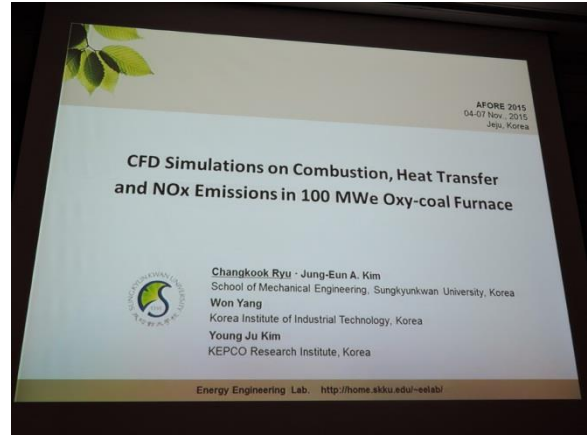 AFORE 2015
04-07 Nov., 2015
Jeju, Korea
CFD Simulations on Combustion, Heat Transfer
and NOx Emissions in 100 MWe Oxy-coal Furnace
SUNGKYUNKWAN UNIVERSITY
Changkook Ryu · Jung-Eun A. Kim
School of Mechanical Engineering, Sungkyunkwan University, Korea
Won Yang
Korea Institute of Industrial Technology, Korea
Young Ju Kim
KEPCO Research Institute, Korea
Energy Engineering Lab. http://home.skku.edu/~eelab/